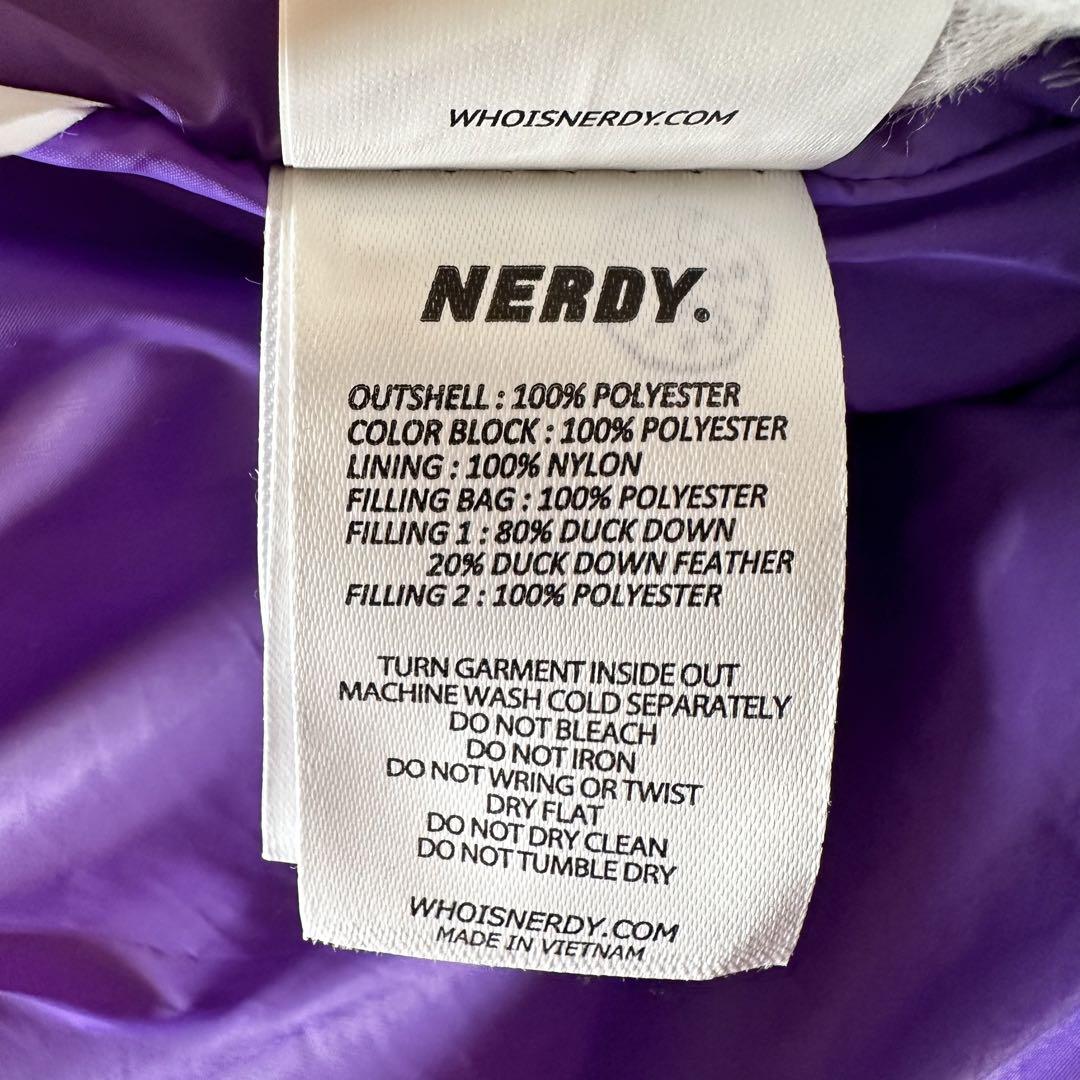 WHOISNERDY.COM
NERDY.
OUTSHELL : 100% POLYESTER
COLOR BLOCK : 100% POLYESTER
LINING : 100% NYLON
FILLING BAG : 100% POLYESTER
FILLING 1 : 80% DUCK DOWN
20% DUCK DOWN FEATHER
FILLING 2 : 100% POLYESTER
TURN GARMENT INSIDE OUT
MACHINE WASH COLD SEPARATELY
DO NOT BLEACH
DO NOT IRON
DO NOT WRING OR TWIST
DRY FLAT
DO NOT DRY CLEAN
DO NOT TUMBLE DRY
WHOISNERDY.COM
MADE IN VIETNAM